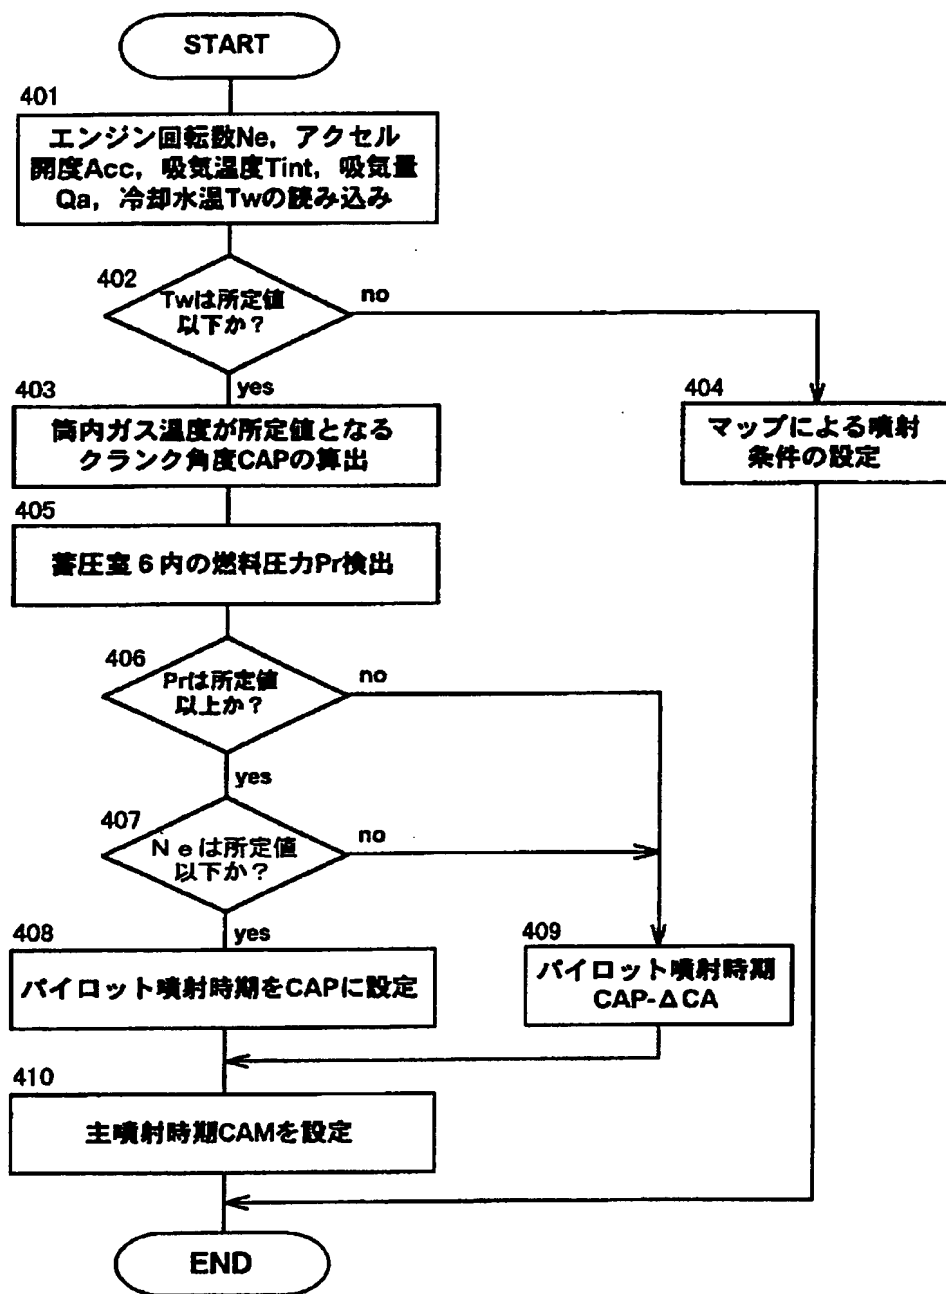 START
401
エンジン回転数Ne，アクセル
開度Acc，吸気温度Tint，吸気量
Qa，冷却水温Twの読み込み
402
Twは所定値
以下か？
no
yes
403
筒内ガス温度が所定値となる
クランク角度CAPの算出
404
マップによる噴射
条件の設定
405
蓄圧室６内の燃料圧力Pr検出
406
Prは所定値
以上か？
no
yes
407
Ｎｅは所定値
以下か？
no
yes
408
パイロット噴射時期をCAPに設定
409
パイロット噴射時期
CAP-ΔCA
410
主噴射時期CAMを設定
END